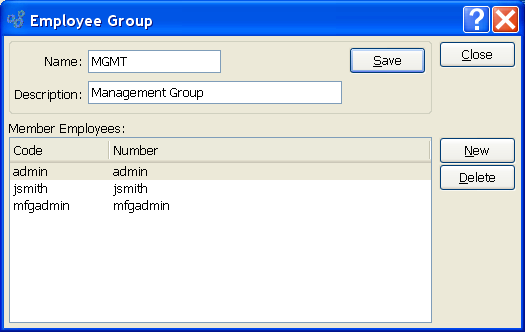 Employee Group ?
Name: MGMT Save Close
Description: Management Group
Member Employees:
Code Number New
admin admin Delete
jsmith jsmith
mfgadmin mfgadmin